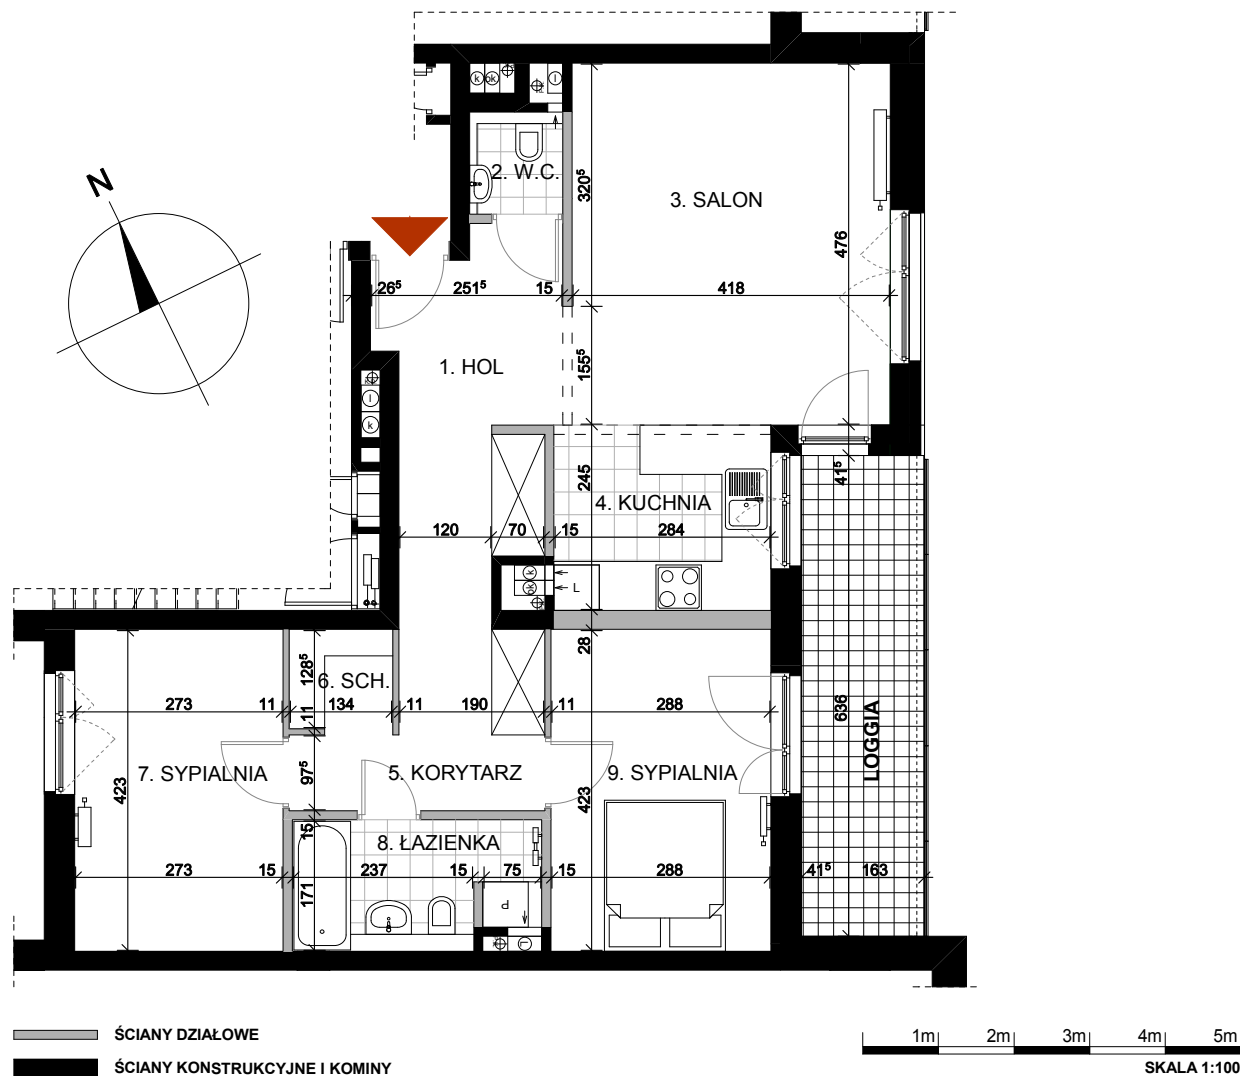 N
k
pk
l
2. W.C.
320⁵
3. SALON
476
26⁵
251⁵
15
418
1. HOL
155⁵
l
k
245
41⁵
4. KUCHNIA
120
70
15
284
k
pk
L
28
128⁵
6. SCH.
273
11
11
134
11
190
11
288
636
LOGGIA
7. SYPIALNIA
97⁵
5. KORYTARZ
9. SYPIALNIA
423
423
15
8. ŁAZIENKA
273
15
237
15
75
15
288
41⁵
163
171
P
L
ŚCIANY DZIAŁOWE
ŚCIANY KONSTRUKCYJNE I KOMINY
1m 2m 3m 4m 5m
SKALA 1:100